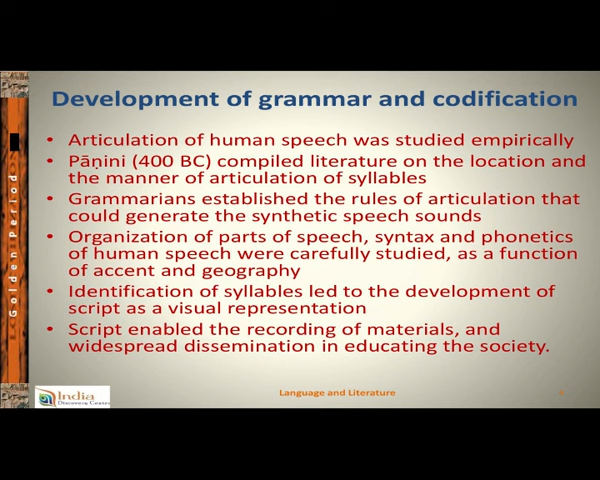 Development of grammar and codification
• Articulation of human speech was studied empirically
• Pāṇini (400 BC) compiled literature on the location and
the manner of articulation of syllables
• Grammarians established the rules of articulation that
could generate the synthetic speech sounds
• Organization of parts of speech, syntax and phonetics
of human speech were carefully studied, as a function
of accent and geography
• Identification of syllables led to the development of
script as a visual representation
• Script enabled the recording of materials, and
widespread dissemination in educating the society.
Golden Period
India
Discovery Center
Language and Literature